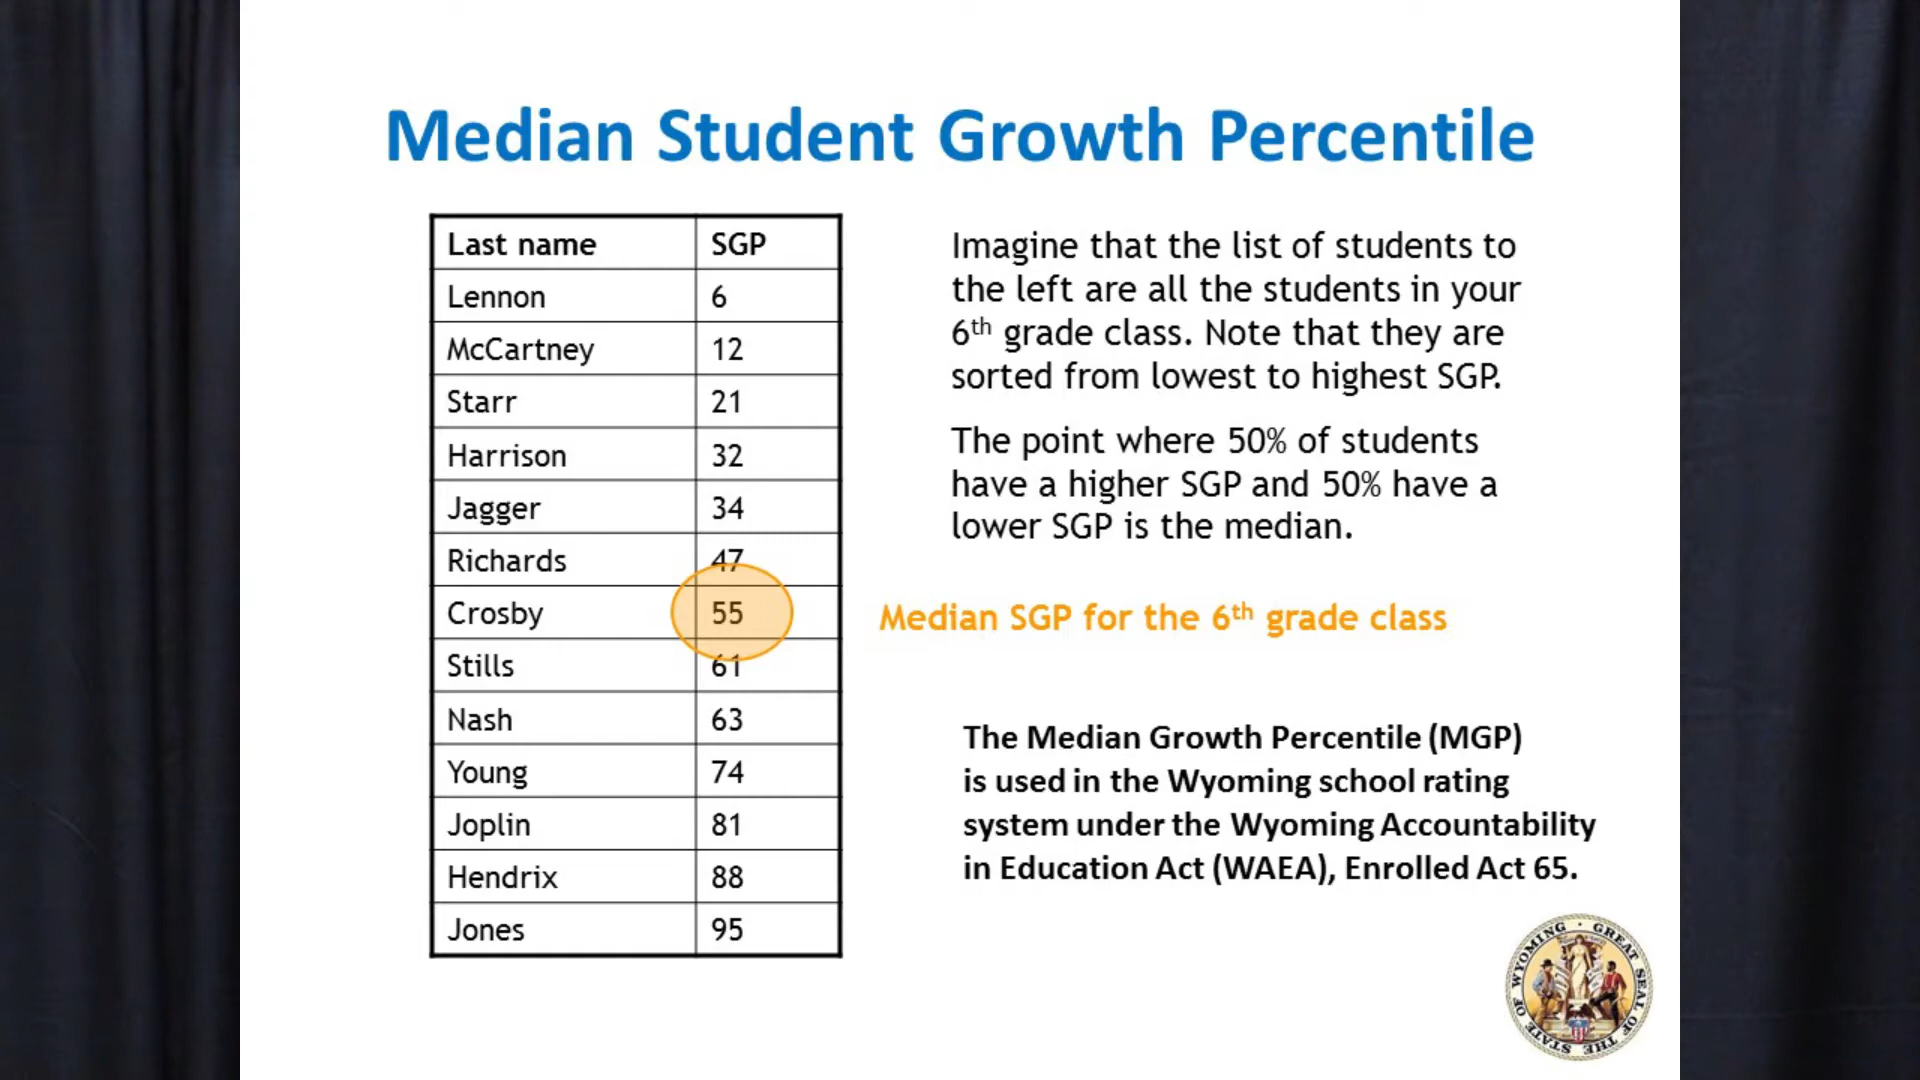 Median Student Growth Percentile
Last name SGP
Lennon 6
McCartney 12
Starr 21
Harrison 32
Jagger 34
Richards 47
Crosby 55
Stills 61
Nash 63
Young 74
Joplin 81
Hendrix 88
Jones 95
Imagine that the list of students to
the left are all the students in your
6th grade class. Note that they are
sorted from lowest to highest SGP.
The point where 50% of students
have a higher SGP and 50% have a
lower SGP is the median.
Median SGP for the 6th grade class
The Median Growth Percentile (MGP)
is used in the Wyoming school rating
system under the Wyoming Accountability
in Education Act (WAEA), Enrolled Act 65.
GREAT SEAL OF THE STATE OF WYOMING